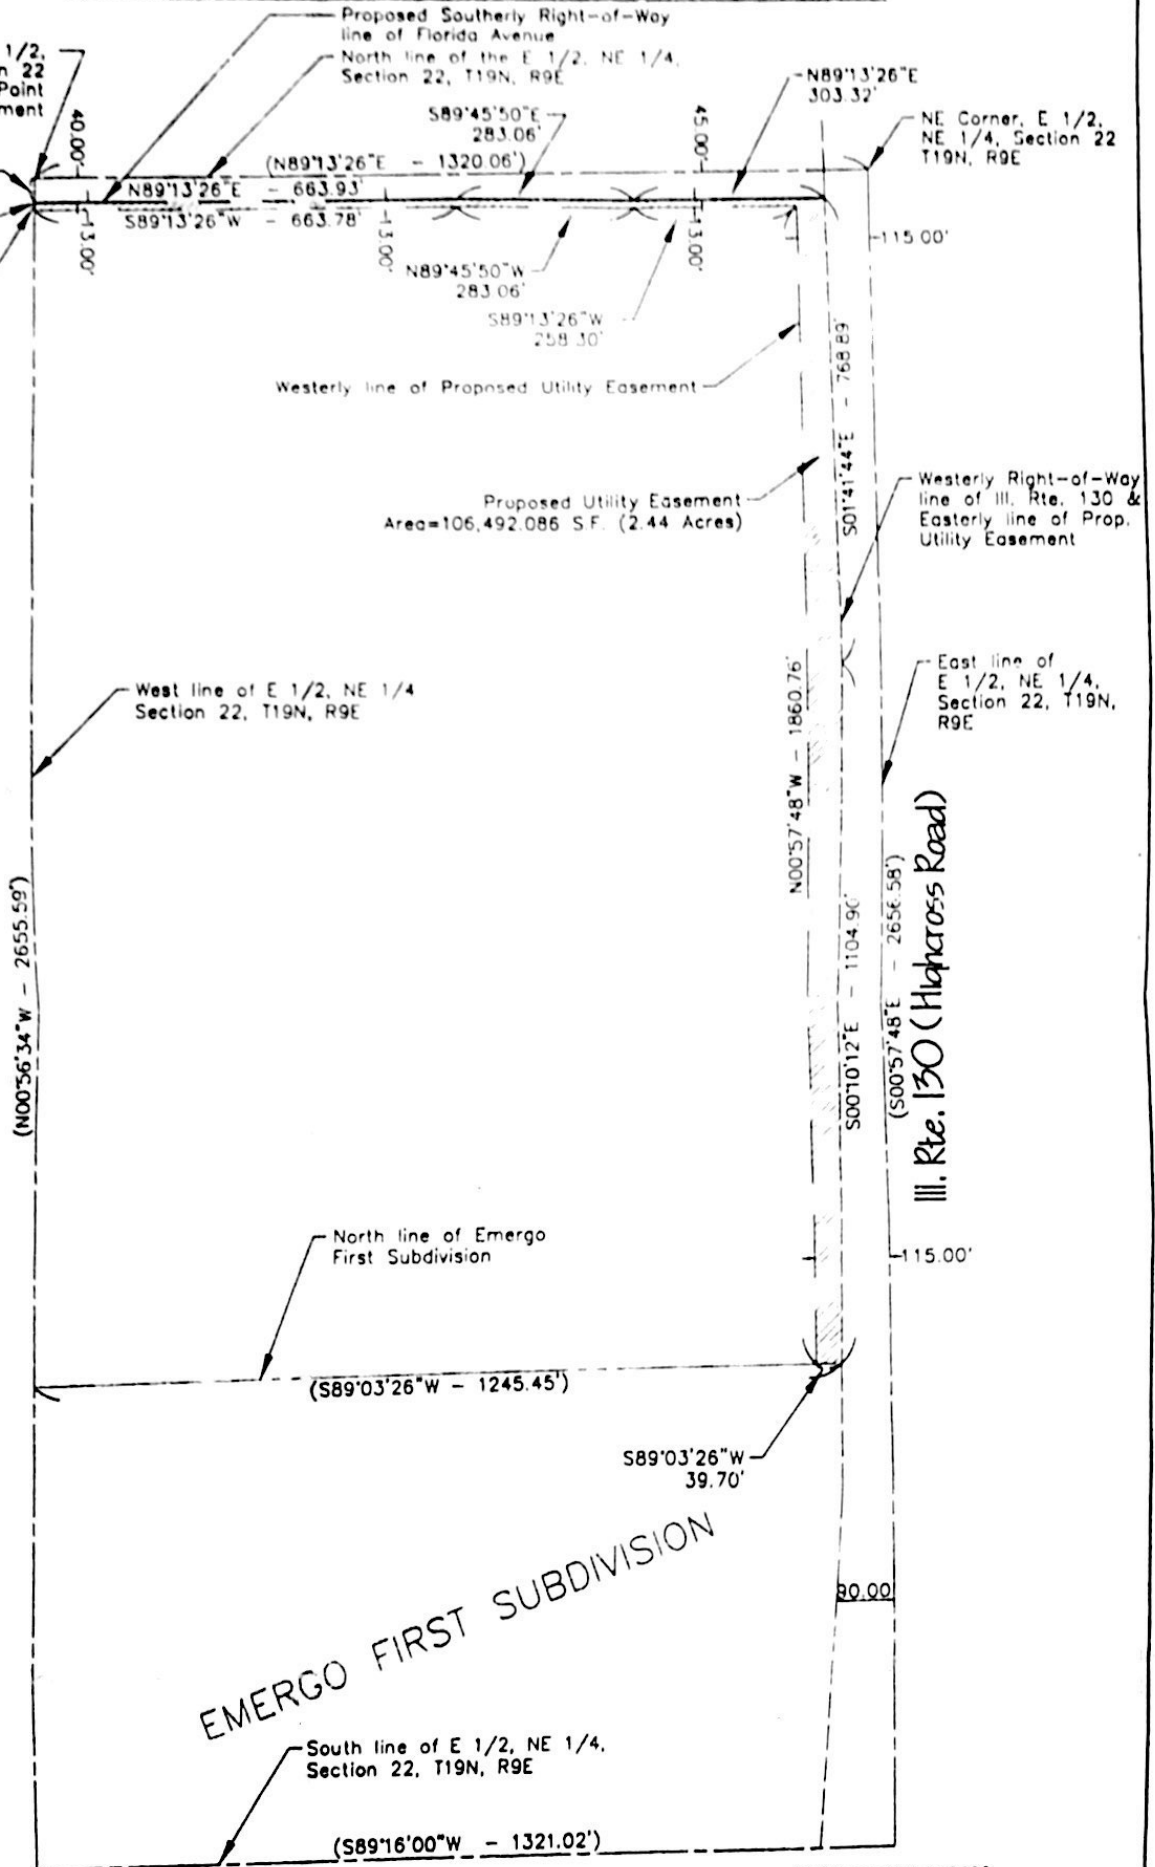 Proposed Southerly Right-of-Way
line of Florida Avenue
North line of the E 1/2, NE 1/4,
Section 22, T19N, R9E
1/2,
22
Point
ment
40.00'
S89°45'50"E
283.06'
45.00'
N89°13'26"E
303.32'
NE Corner, E 1/2,
NE 1/4, Section 22
T19N, R9E
(N89°13'26"E - 1320.06')
N89°13'26"E - 663.93'
S89°13'26"W - 663.78'
13.00'
13.00'
13.00'
115.00'
N89°45'50"W
283.06'
S89°13'26"W
258.30'
Westerly line of Proposed Utility Easement
S01°41'44"E - 768.89'
Proposed Utility Easement
Area=106,492.086 S.F. (2.44 Acres)
Westerly Right-of-Way
line of Ill. Rte. 130 &
Easterly line of Prop.
Utility Easement
West line of E 1/2, NE 1/4
Section 22, T19N, R9E
N00°57'48"W - 1860.76'
East line of
E 1/2, NE 1/4,
Section 22, T19N,
R9E
(N00°56'34"W - 2655.59')
S00°10'12"E - 1104.90'
(S00°57'48"E - 2656.58')
Ill. Rte. 130 (Highcross Road)
North line of Emergo
First Subdivision
115.00'
(S89°03'26"W - 1245.45')
S89°03'26"W
39.70'
EMERGO FIRST SUBDIVISION
90.00
South line of E 1/2, NE 1/4,
Section 22, T19N, R9E
(S89°16'00"W - 1321.02')